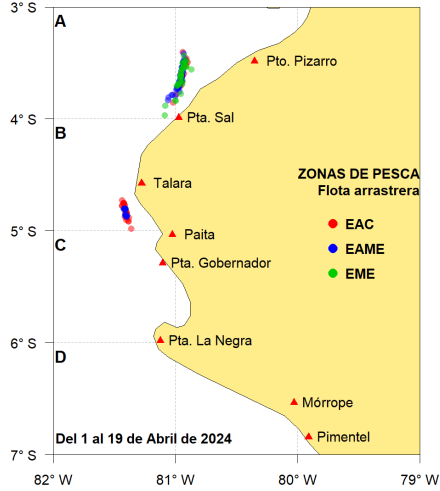 3° S
A
Pto. Pizarro
4° S
Pta. Sal
B
ZONAS DE PESCA
Flota arrastrera
Talara
EAC
5° S
Paita
C
EAME
Pta. Gobernador
EME
6° S
Pta. La Negra
D
Mórrope
Del 1 al 19 de Abril de 2024
Pimentel
7° S
82° W
81° W
80° W
79° W